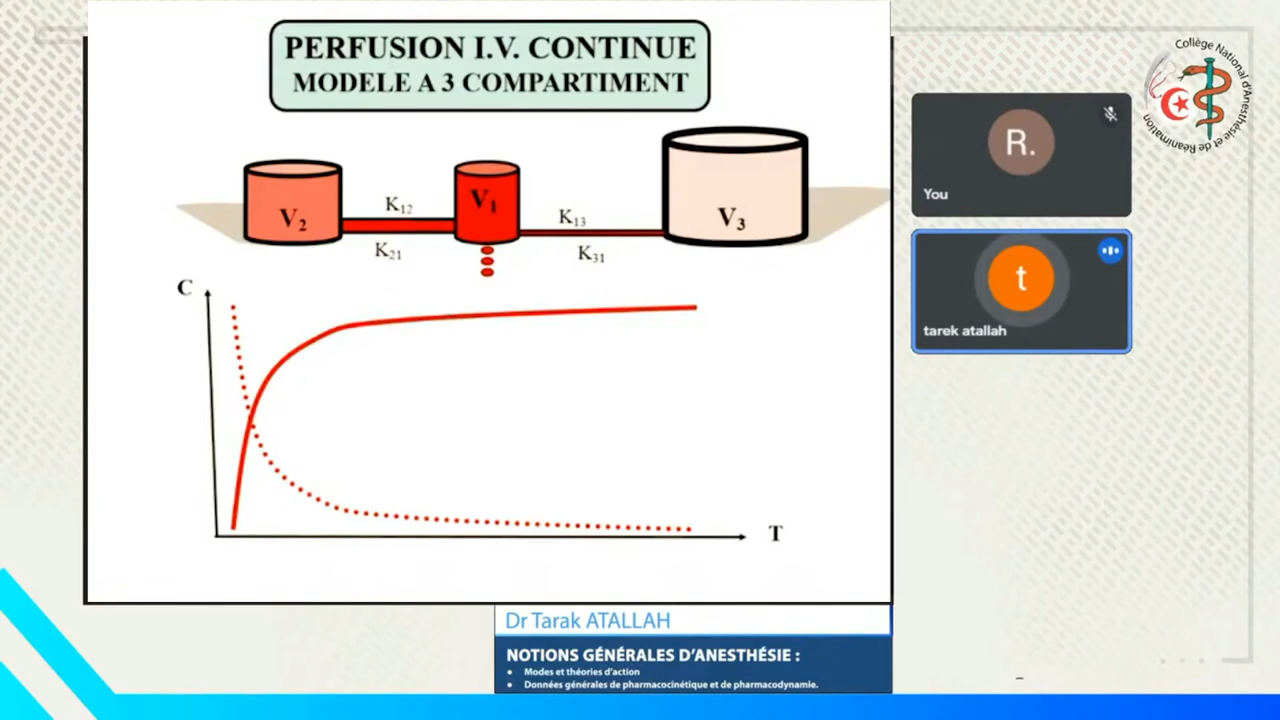 PERFUSION I.V. CONTINUE
MODELE A 3 COMPARTIMENT
V2
K12
K21
V1
K13
K31
V3
C
T
R.
You
t
tarek atallah
Collège National d'Anesthésie et de Réanimation
Dr Tarak ATALLAH
NOTIONS GÉNÉRALES D'ANESTHÉSIE :
• Modes et théories d'action
• Données générales de pharmacocinétique et de pharmacodynamie.